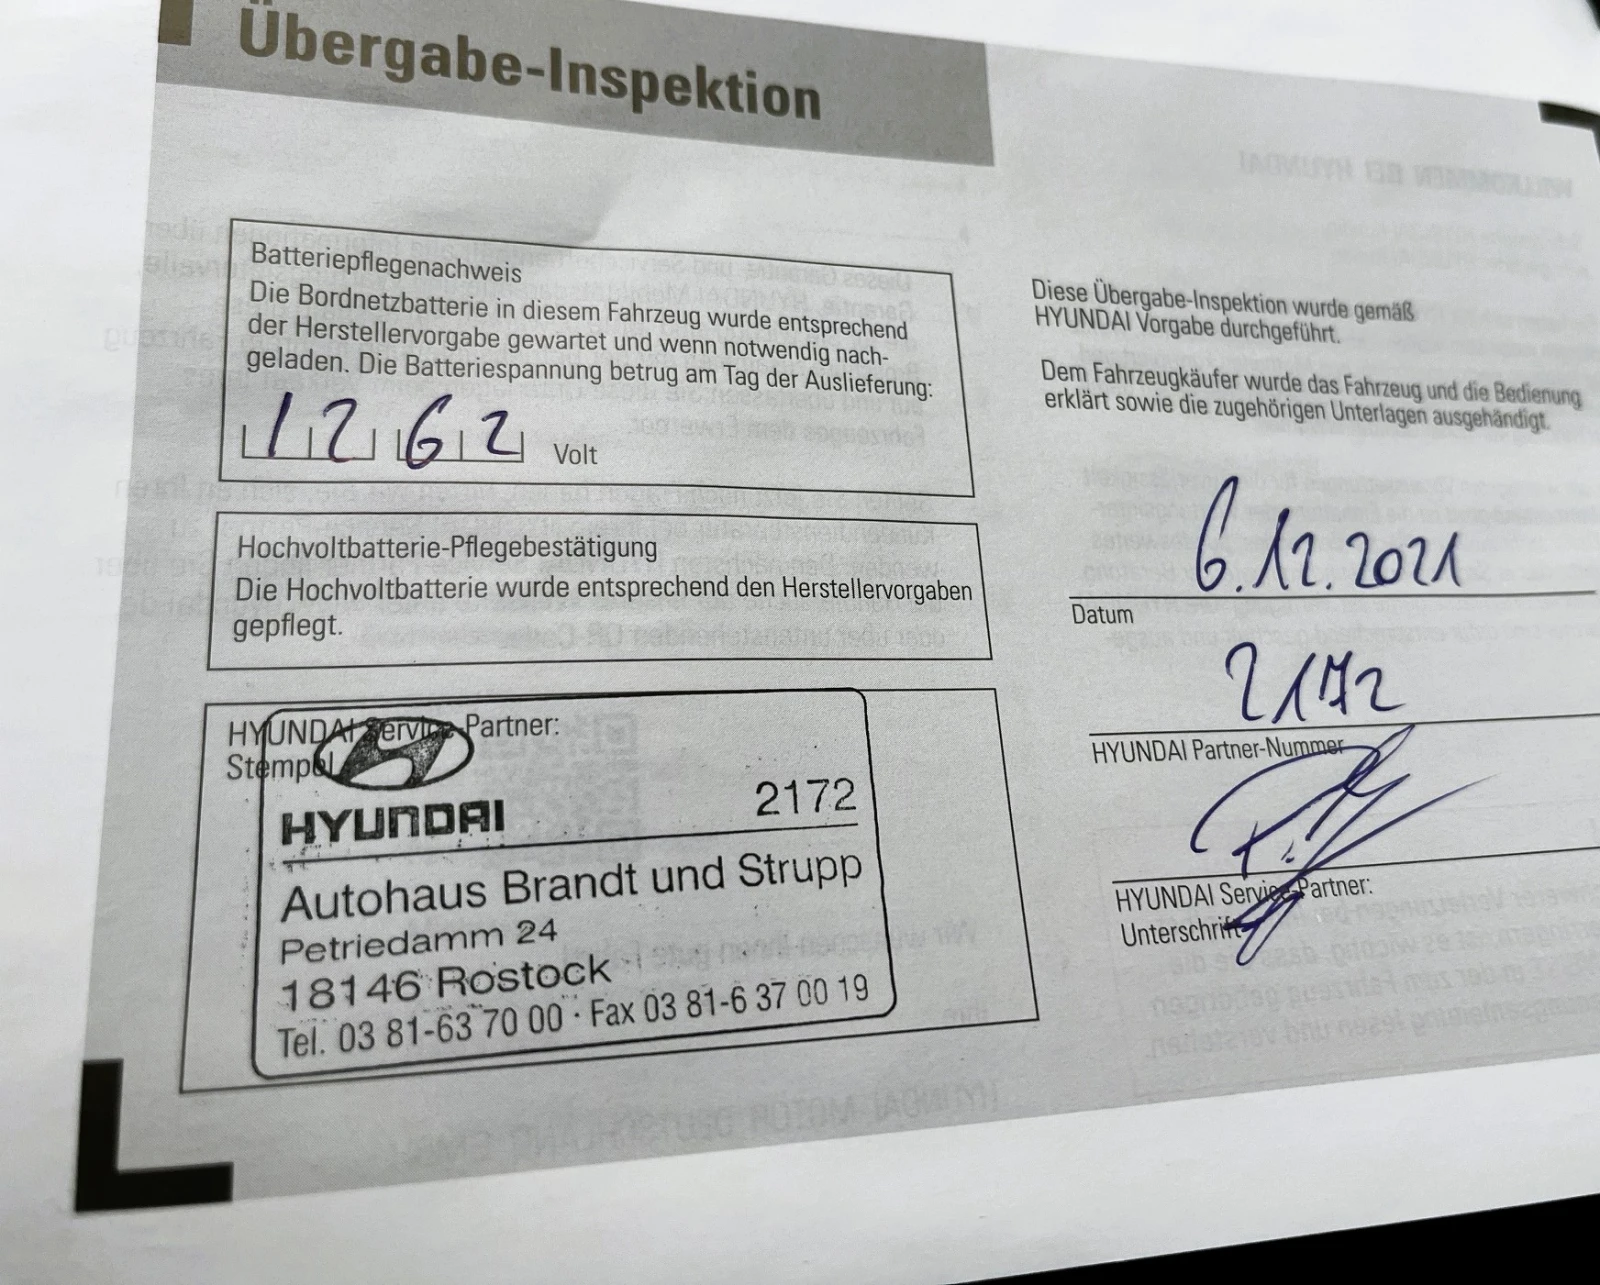 Übergabe-Inspektion
Batteriepflegenachweis
Die Bordnetzbatterie in diesem Fahrzeug wurde entsprechend
der Herstellervorgabe gewartet und wenn notwendig nach-
geladen. Die Batteriespannung betrug am Tag der Auslieferung:
12 62 Volt
Hochvoltbatterie-Pflegebestätigung
Die Hochvoltbatterie wurde entsprechend den Herstellervorgaben
gepflegt.
HYUNDAI Service-Partner:
Stempel
HYUNDAI 2172
Autohaus Brandt und Strupp
Petriedamm 24
18146 Rostock
Tel. 03 81-63 70 00 · Fax 03 81-6 37 00 19
Diese Übergabe-Inspektion wurde gemäß
HYUNDAI Vorgabe durchgeführt.
Dem Fahrzeugkäufer wurde das Fahrzeug und die Bedienung
erklärt sowie die zugehörigen Unterlagen ausgehändigt.
6.12.2021
Datum
2172
HYUNDAI Partner-Nummer
HYUNDAI Service-Partner:
Unterschrift